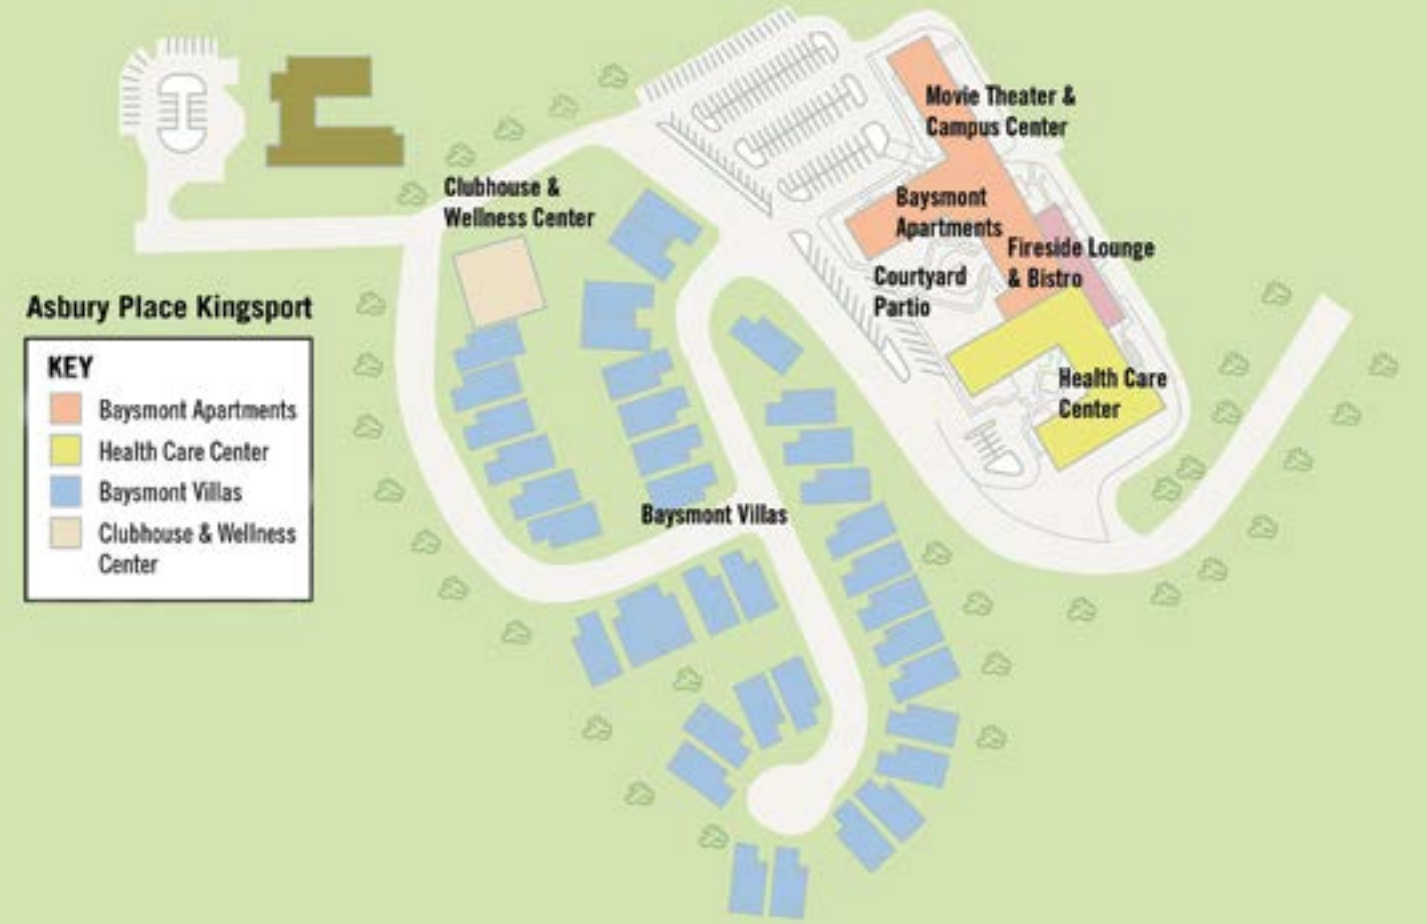 Movie Theater &
Campus Center
Clubhouse &
Wellness Center
Baysmont
Apartments
Fireside Lounge
& Bistro
Courtyard
Partio
Asbury Place Kingsport
KEY
Baysmont Apartments
Health Care Center
Baysmont Villas
Clubhouse & Wellness
Center
Health Care
Center
Baysmont Villas